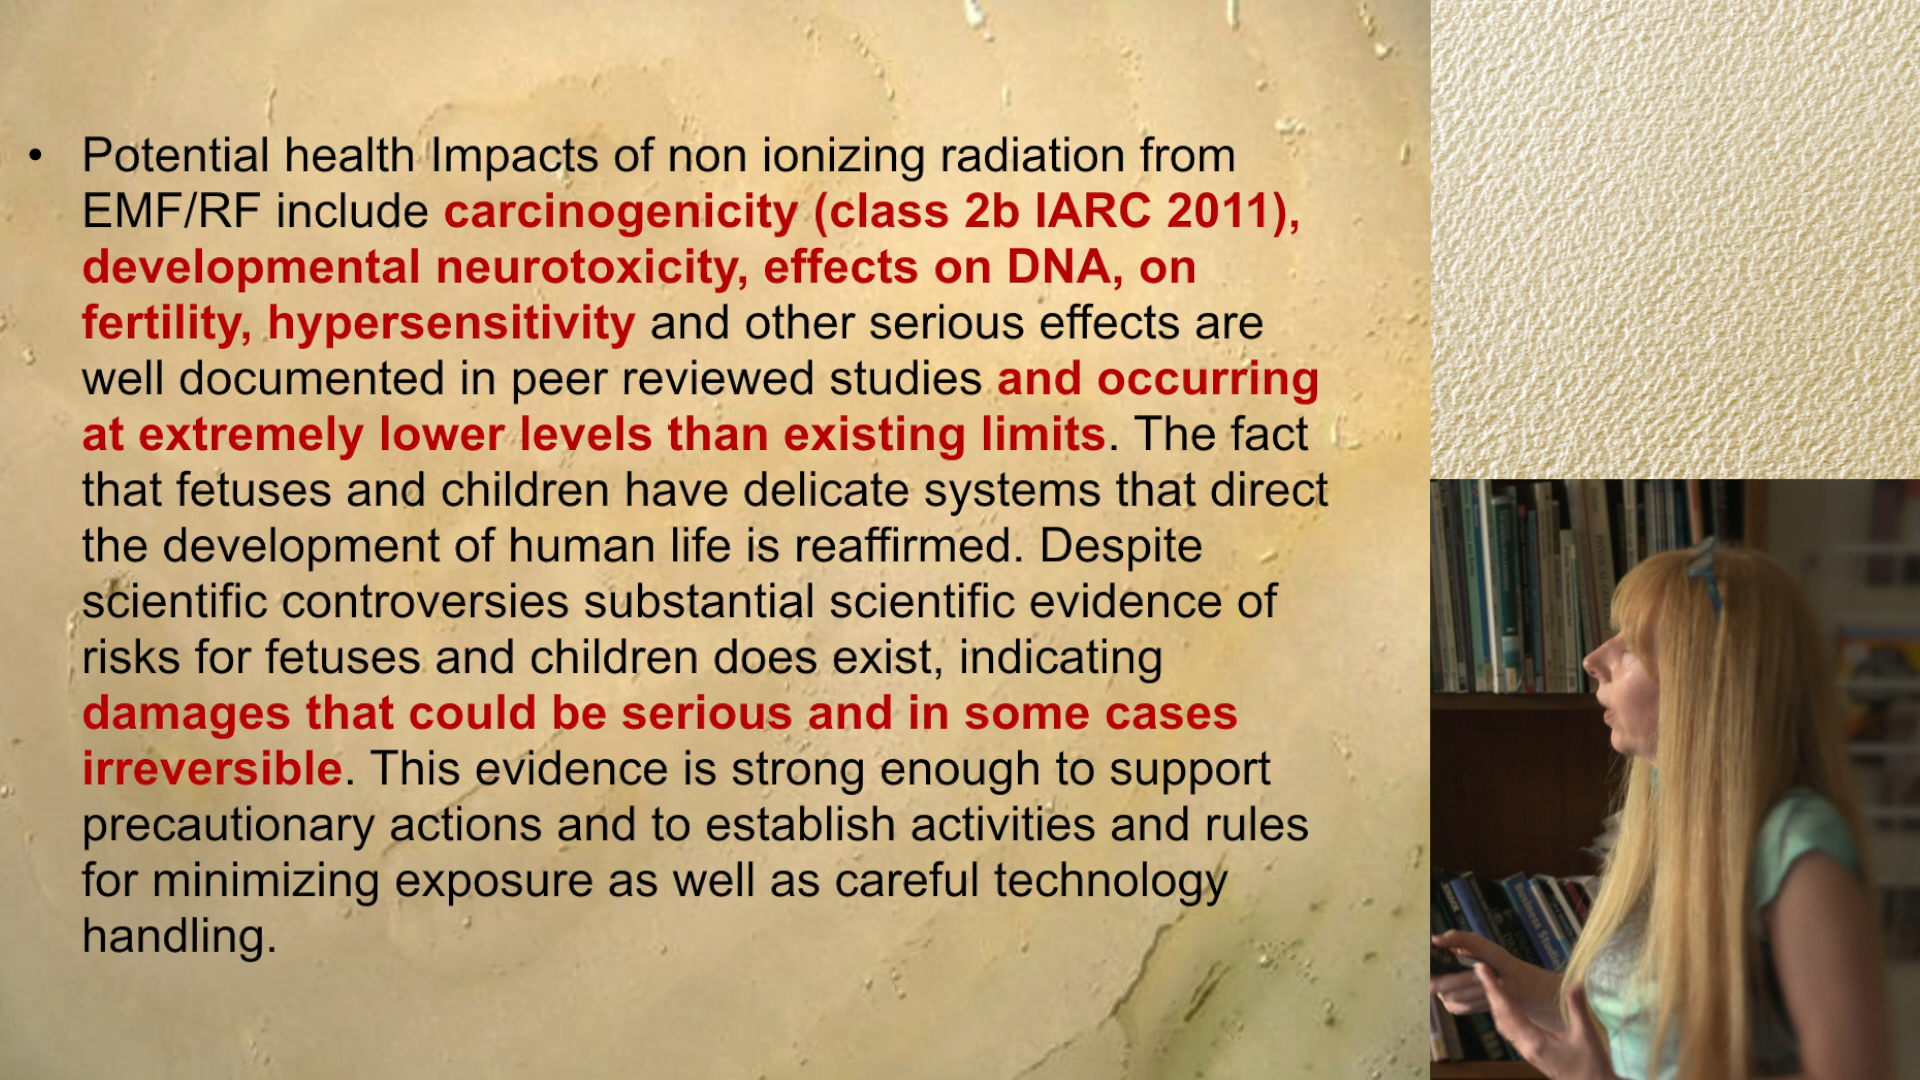 • Potential health Impacts of non ionizing radiation from
EMF/RF include carcinogenicity (class 2b IARC 2011),
developmental neurotoxicity, effects on DNA, on
fertility, hypersensitivity and other serious effects are
well documented in peer reviewed studies and occurring
at extremely lower levels than existing limits. The fact
that fetuses and children have delicate systems that direct
the development of human life is reaffirmed. Despite
scientific controversies substantial scientific evidence of
risks for fetuses and children does exist, indicating
damages that could be serious and in some cases
irreversible. This evidence is strong enough to support
precautionary actions and to establish activities and rules
for minimizing exposure as well as careful technology
handling.
Business Studies